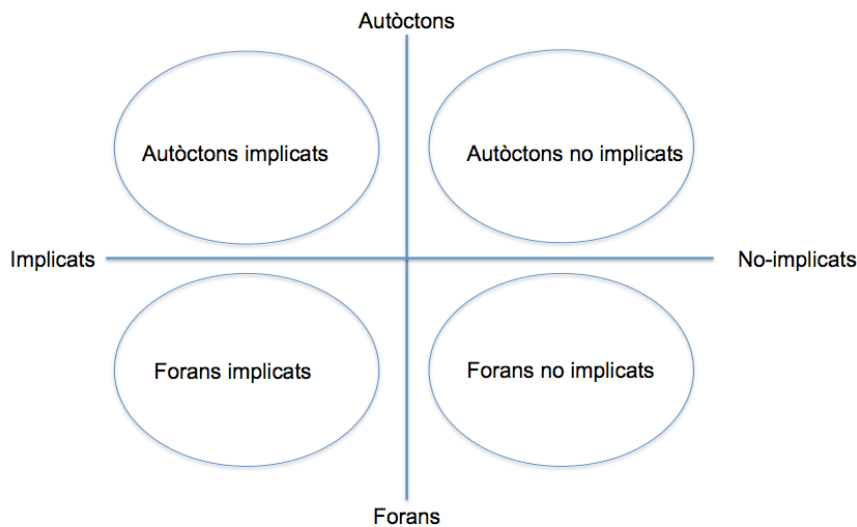 Autòctons
Autòctons implicats
Autòctons no implicats
Implicats
No-implicats
Forans implicats
Forans no implicats
Forans